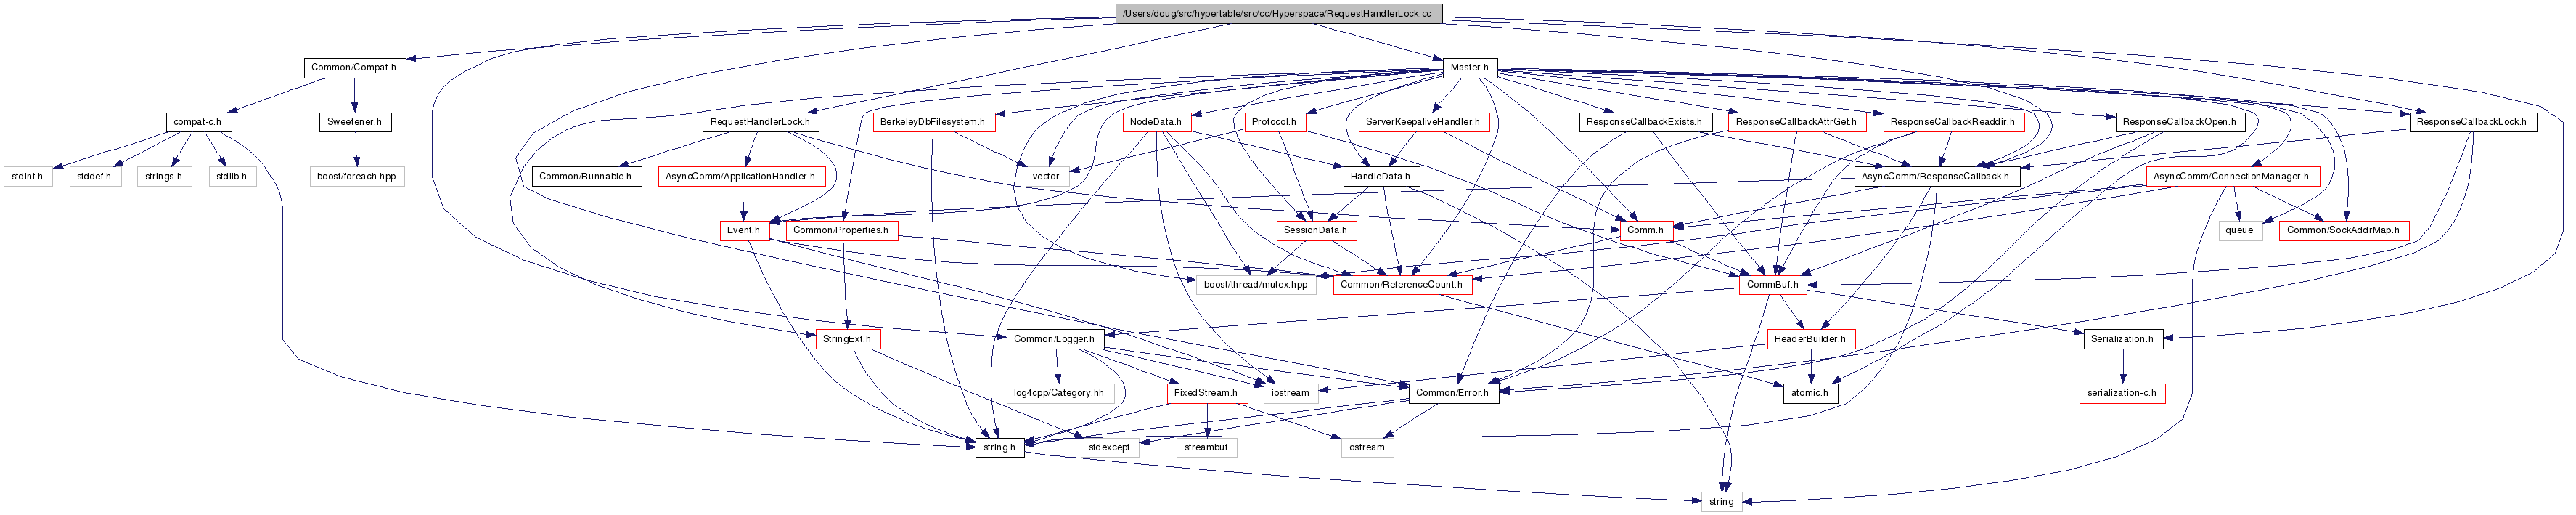 /Users/doug/src/hypertable/src/cc/Hyperspace/RequestHandlerLock.cc
Common/Compat.h
Master.h
compat-c.h
Sweetener.h
RequestHandlerLock.h
BerkeleyDbFilesystem.h
NodeData.h
Protocol.h
ServerKeepaliveHandler.h
ResponseCallbackExists.h
ResponseCallbackAttrGet.h
ResponseCallbackReaddir.h
ResponseCallbackOpen.h
ResponseCallbackLock.h
stdint.h
stddef.h
strings.h
stdlib.h
boost/foreach.hpp
Common/Runnable.h
AsyncComm/ApplicationHandler.h
vector
HandleData.h
AsyncComm/ResponseCallback.h
AsyncComm/ConnectionManager.h
Event.h
Common/Properties.h
SessionData.h
Comm.h
queue
Common/SockAddrMap.h
boost/thread/mutex.hpp
Common/ReferenceCount.h
CommBuf.h
StringExt.h
Common/Logger.h
HeaderBuilder.h
Serialization.h
log4cpp/Category.hh
FixedStream.h
iostream
Common/Error.h
atomic.h
serialization-c.h
string.h
stdexcept
streambuf
ostream
string